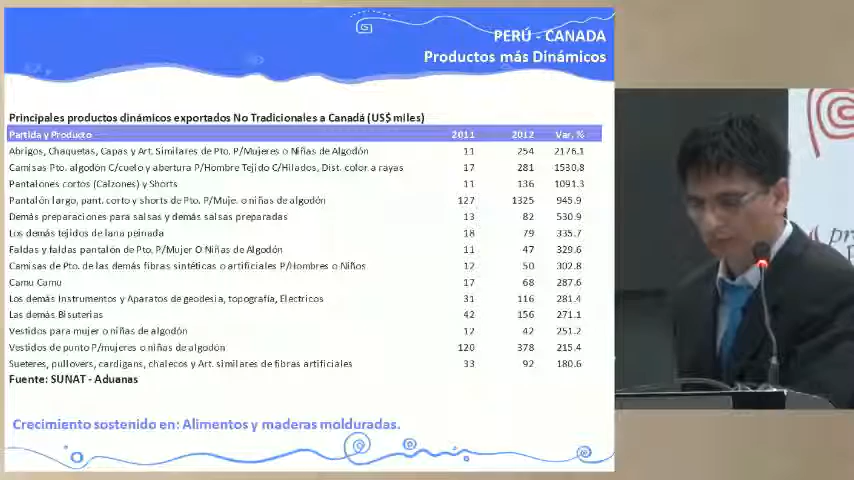 PERÚ - CANADA
Productos más Dinámicos
Principales productos dinámicos exportados No Tradicionales a Canadá (US$ miles)
Partida y Producto 2011 2012 Var. %
Abrigos, Chaquetas, Capas y Art. Similares de Pto. P/Mujeres o Niñas de Algodón 11 254 2176.1
Camisas Pto. algodón C/cuelo y abertura P/Hombre Tejido C/Hilados, Dist. color a rayas 17 281 1530.8
Pantalones cortos (Calzones) y Shorts 11 136 1091.3
Pantalón largo, pant. corto y shorts de Pto. P/Muje. o niñas de algodón 127 1325 945.9
Demás preparaciones para salsas y demás salsas preparadas 13 82 530.9
Los demás tejidos de lana peinada 18 79 335.7
Faldas y faldas pantalón de Pto. P/Mujer O Niñas de Algodón 11 47 329.6
Camisas de Pto. de las demás fibras sintéticas o artificiales P/Hombres o Niños 12 50 302.8
Camu Camu 17 68 287.6
Los demás Instrumentos y Aparatos de geodesia, topografía, Electricos 31 116 281.4
Las demás Bisuterias 42 156 271.1
Vestidos para mujer o niñas de algodón 12 42 251.2
Vestidos de punto P/mujeres o niñas de algodón 120 378 215.4
Sueteres, pullovers, cardigans, chalecos y Art. similares de fibras artificiales 33 92 180.6
Fuente: SUNAT - Aduanas
Crecimiento sostenido en: Alimentos y maderas molduradas.